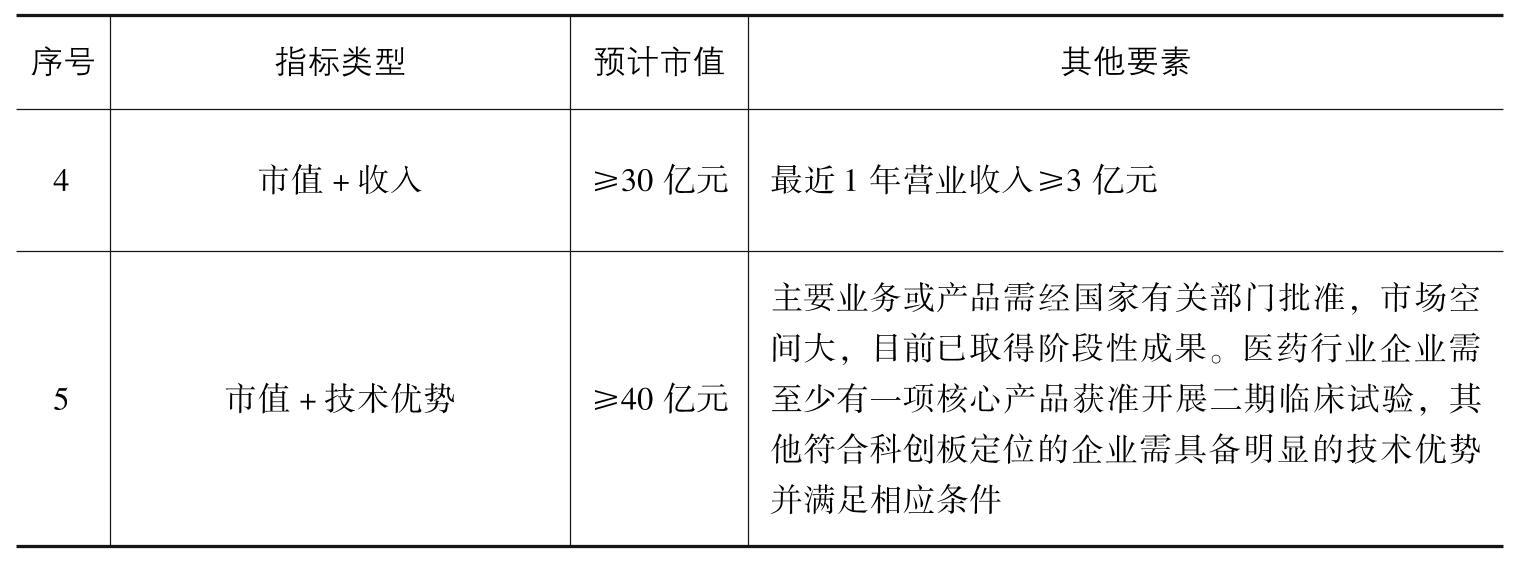 序号 指标类型 预计市值 其他要素
4 市值+收入 ≥30 亿元 最近 1 年营业收入≥3 亿元
5 市值+技术优势 ≥40 亿元 主要业务或产品需经国家有关部门批准，市场空
间大，目前已取得阶段性成果。医药行业企业需
至少有一项核心产品获准开展二期临床试验，其
他符合科创板定位的企业需具备明显的技术优势
并满足相应条件